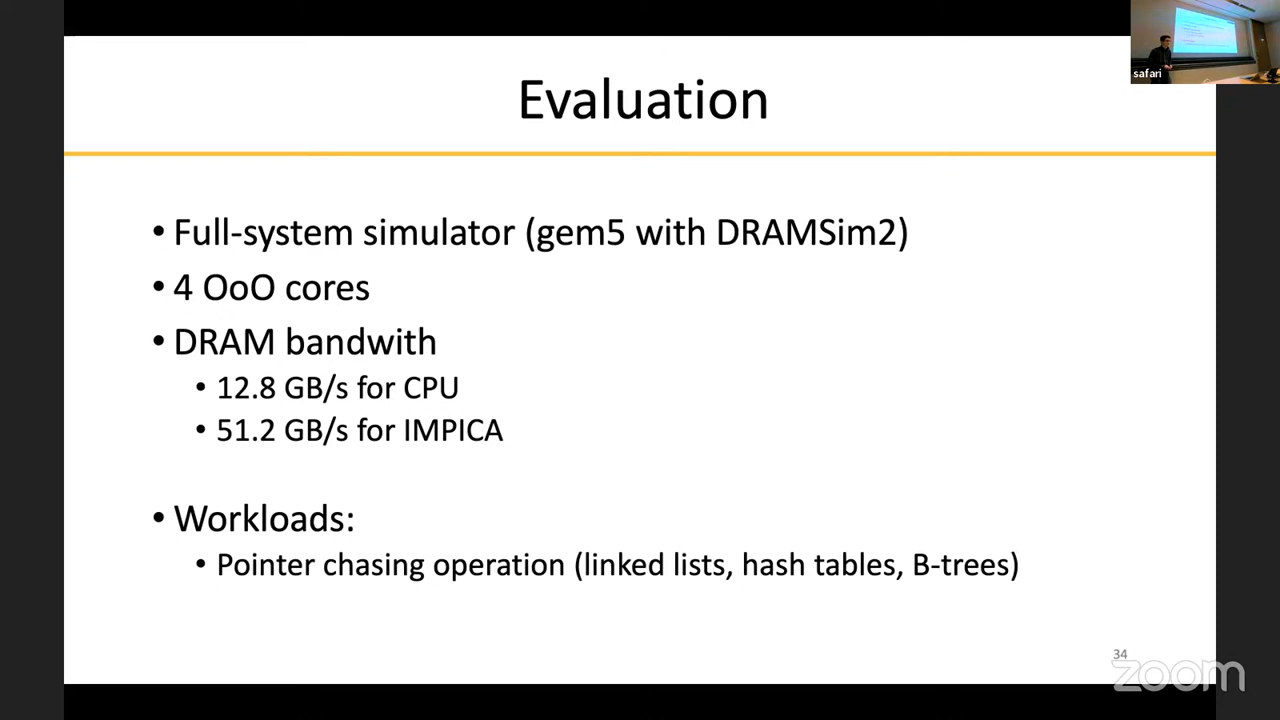 safari
Evaluation
• Full-system simulator (gem5 with DRAMSim2)
• 4 OoO cores
• DRAM bandwith
• 12.8 GB/s for CPU
• 51.2 GB/s for IMPICA
• Workloads:
• Pointer chasing operation (linked lists, hash tables, B-trees)
34
zoom